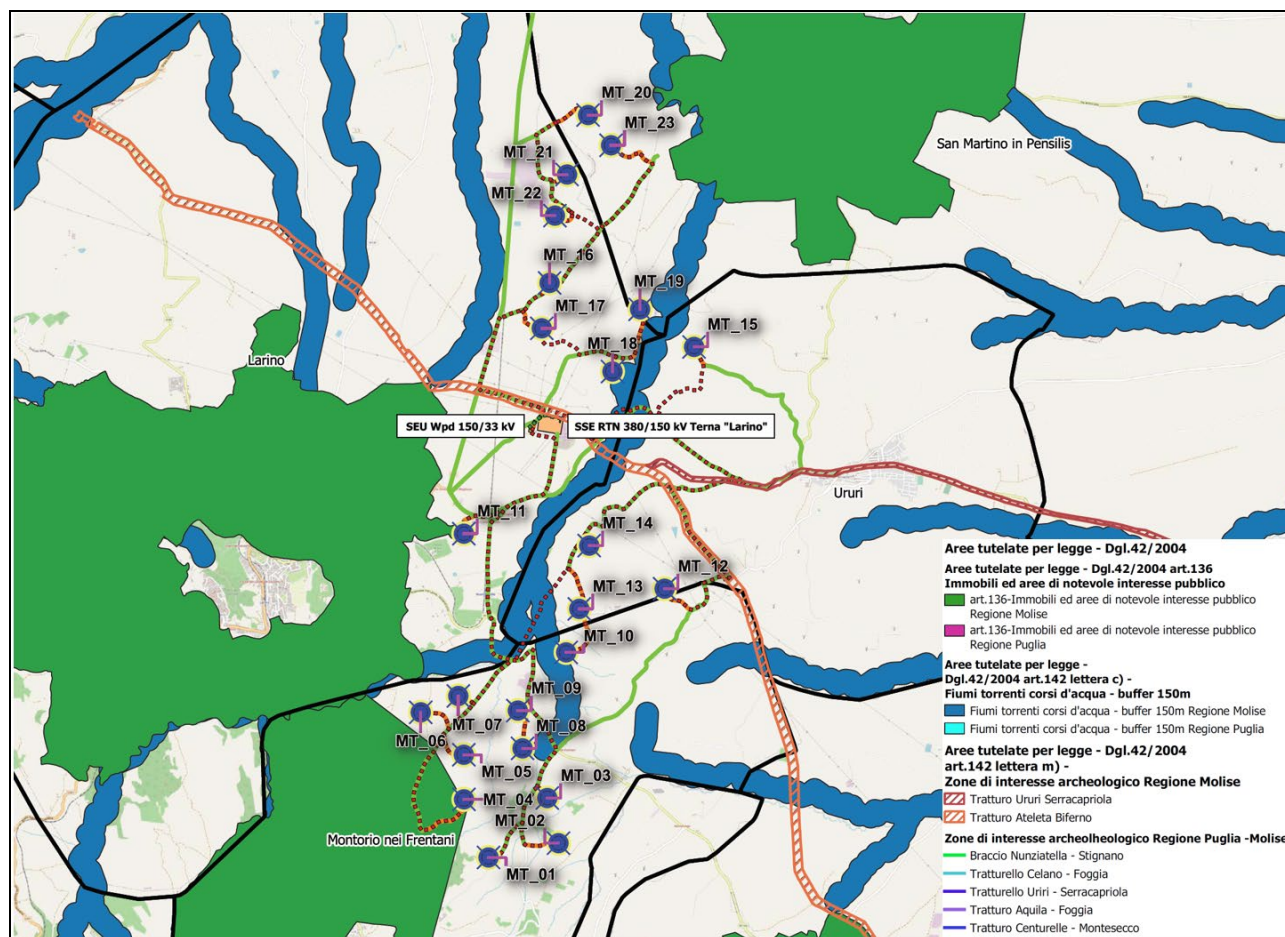 MT_20
MT_23
San Martino in Pensilis
MT_21
MT_22
MT_16
MT_19
MT_17
MT_15
MT_18
Larino
SEU Wpd 150/33 kV
SSE RTN 380/150 kV Terna "Larino"
Ururi
MT_11
MT_14
MT_12
MT_13
MT_10
MT_09
MT_07
MT_06
MT_08
MT_05
MT_03
MT_04
MT_02
Montorio nei Frentani
MT_01
Aree tutelate per legge - Dgl.42/2004
Aree tutelate per legge - Dgl.42/2004 art.136
Immobili ed aree di notevole interesse pubblico
art.136-Immobili ed aree di notevole interesse pubblico
Regione Molise
art.136-Immobili ed aree di notevole interesse pubblico
Regione Puglia
Aree tutelate per legge -
Dgl.42/2004 art.142 lettera c) -
Fiumi torrenti corsi d'acqua - buffer 150m
Fiumi torrenti corsi d'acqua - buffer 150m Regione Molise
Fiumi torrenti corsi d'acqua - buffer 150m Regione Puglia
Aree tutelate per legge - Dgl.42/2004
art.142 lettera m) -
Zone di interesse archeologico Regione Molise
Tratturo Ururi Serracapriola
Tratturo Ateleta Biferno
Zone di interesse archeolheologico Regione Puglia -Molise
Braccio Nunziatella - Stignano
Tratturello Celano - Foggia
Tratturello Uriri - Serracapriola
Tratturo Aquila - Foggia
Tratturo Centurelle - Montesecco